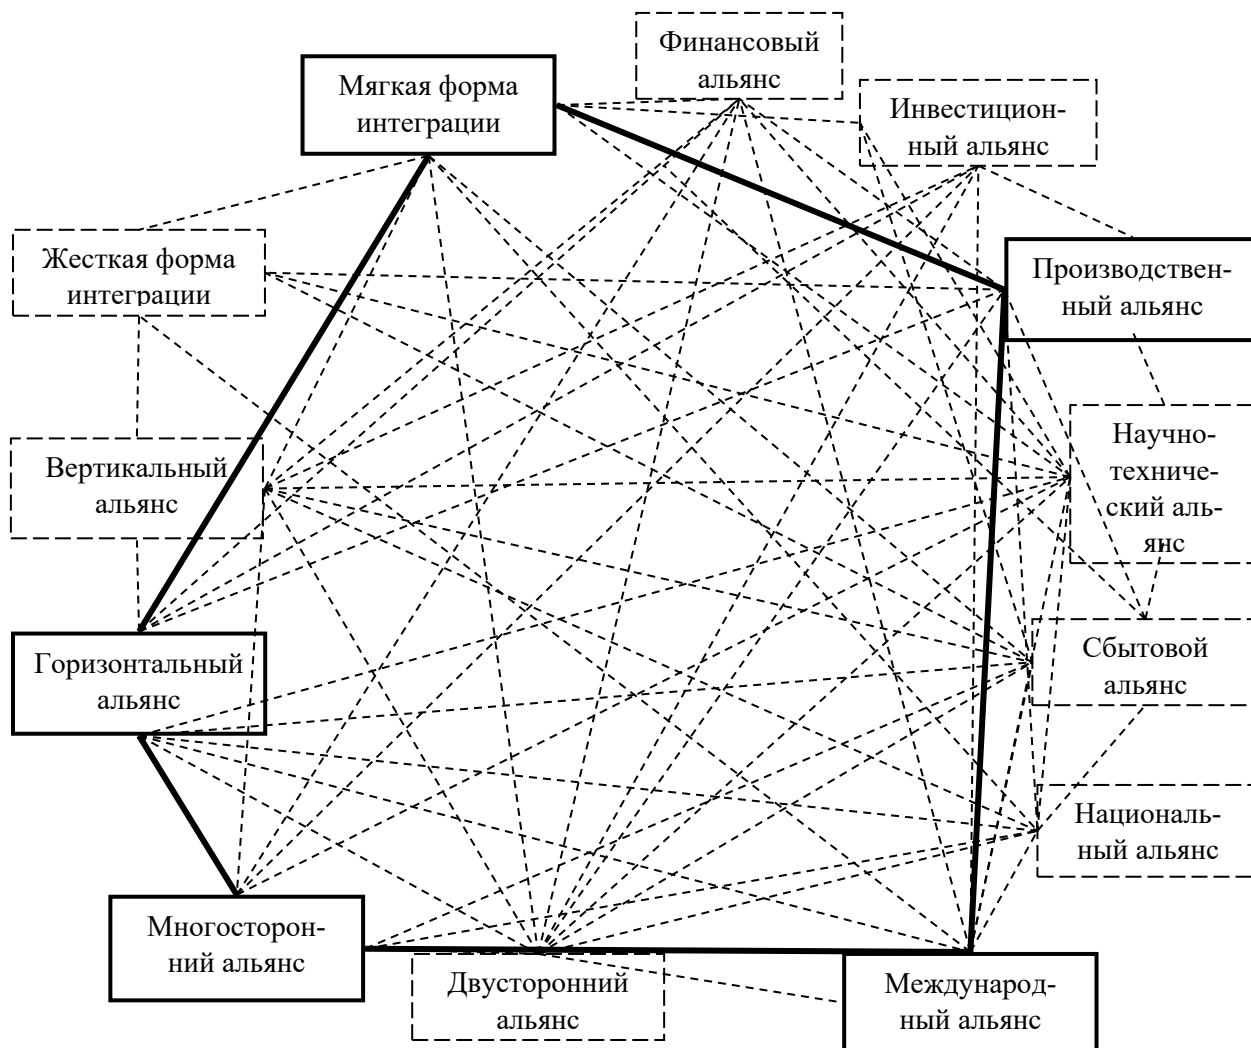 Финансовый
альянс
Мягкая форма
интеграции
Инвестицион-
ный альянс
Жесткая форма
интеграции
Производствен-
ный альянс
Вертикальный
альянс
Научно-
техниче-
ский аль-
янс
Горизонтальный
альянс
Сбытовой
альянс
Националь-
ный альянс
Многосторон-
ний альянс
Двусторонний
альянс
Международ-
ный альянс